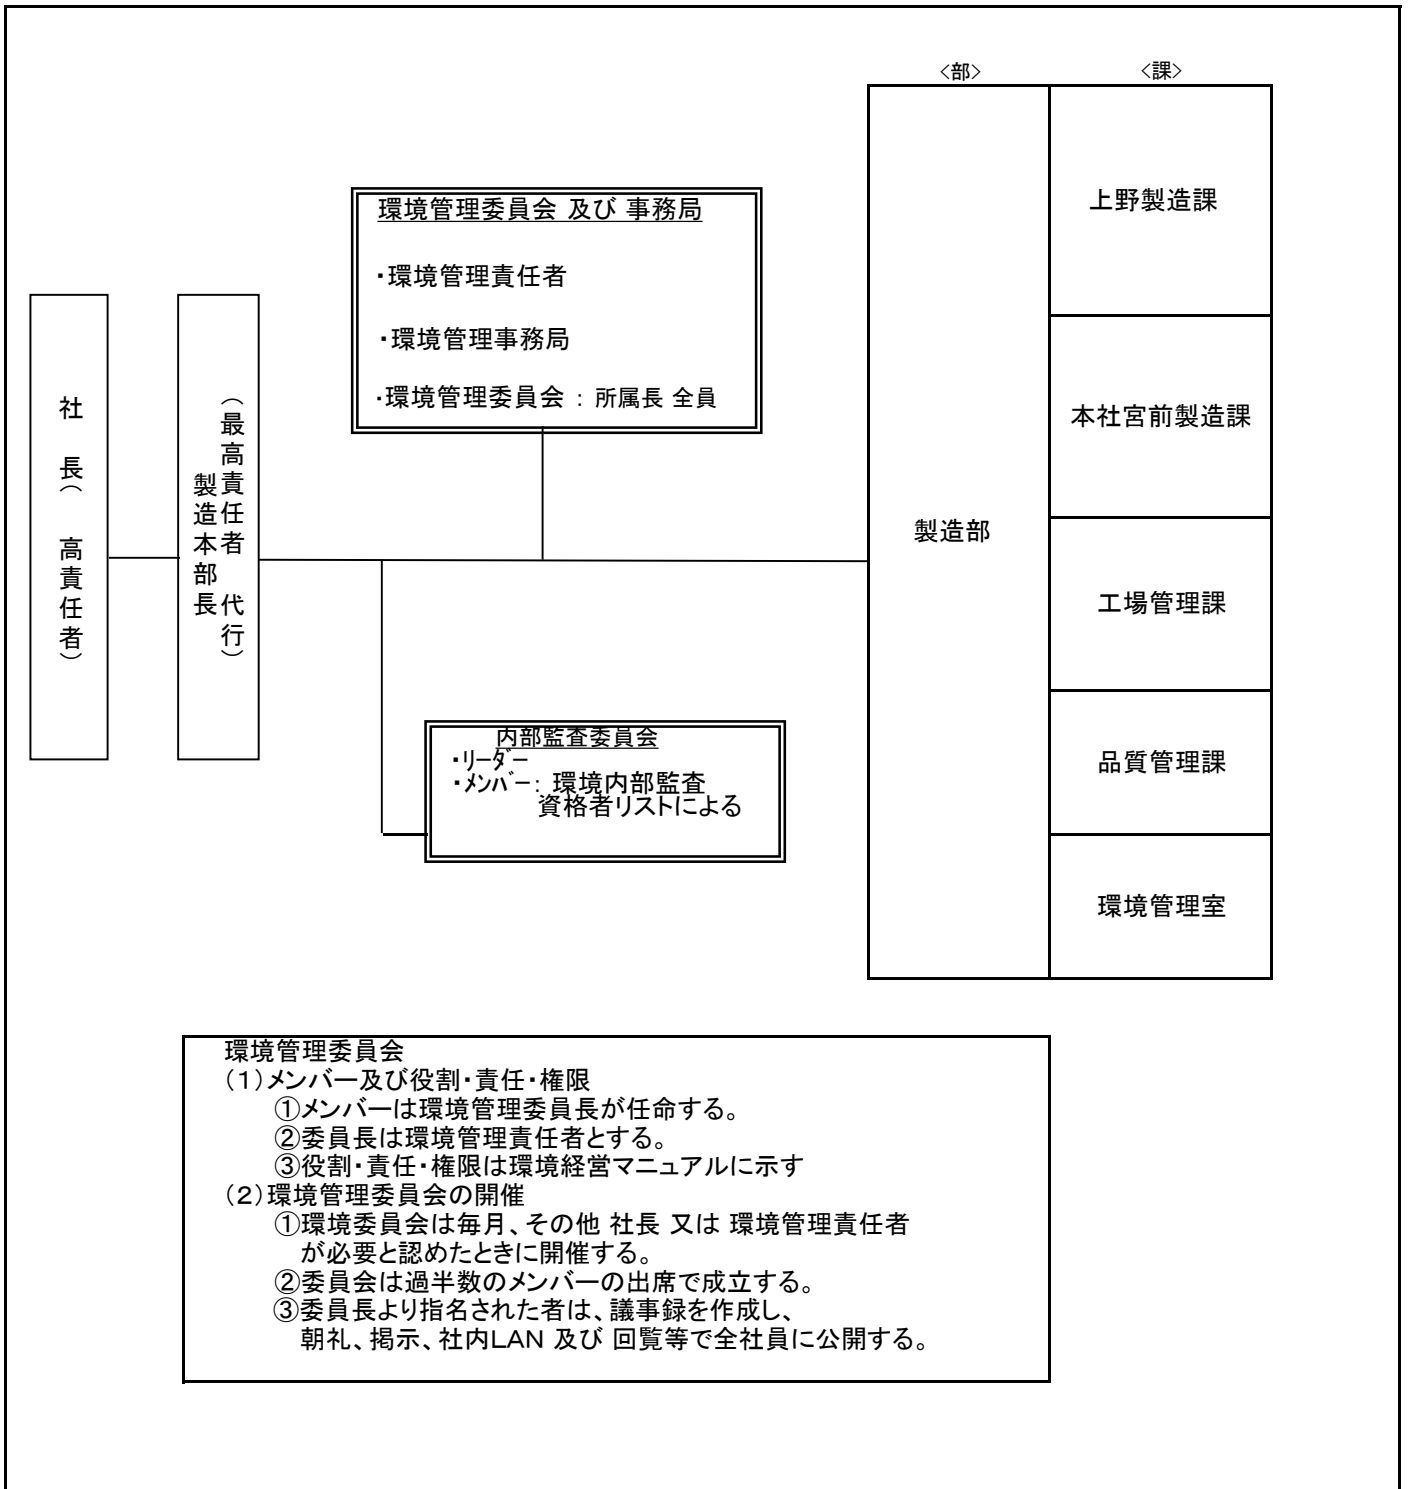 <部>
<課>
環境管理委員会 及び 事務局
・環境管理責任者
・環境管理事務局
・環境管理委員会 : 所属長 全員
社 長( 高責任者)
(最高責任者 代行)
製造本部長
製造部
上野製造課
本社宮前製造課
工場管理課
品質管理課
環境管理室
内部監査委員会
・リーダー
・メンバー: 環境内部監査
資格者リストによる
環境管理委員会
(1)メンバー及び役割・責任・権限
①メンバーは環境管理委員長が任命する。
②委員長は環境管理責任者とする。
③役割・責任・権限は環境経営マニュアルに示す
(2)環境管理委員会の開催
①環境委員会は毎月、その他 社長 又は 環境管理責任者
が必要と認めたときに開催する。
②委員会は過半数のメンバーの出席で成立する。
③委員長より指名された者は、議事録を作成し、
朝礼、掲示、社内LAN 及び 回覧等で全社員に公開する。